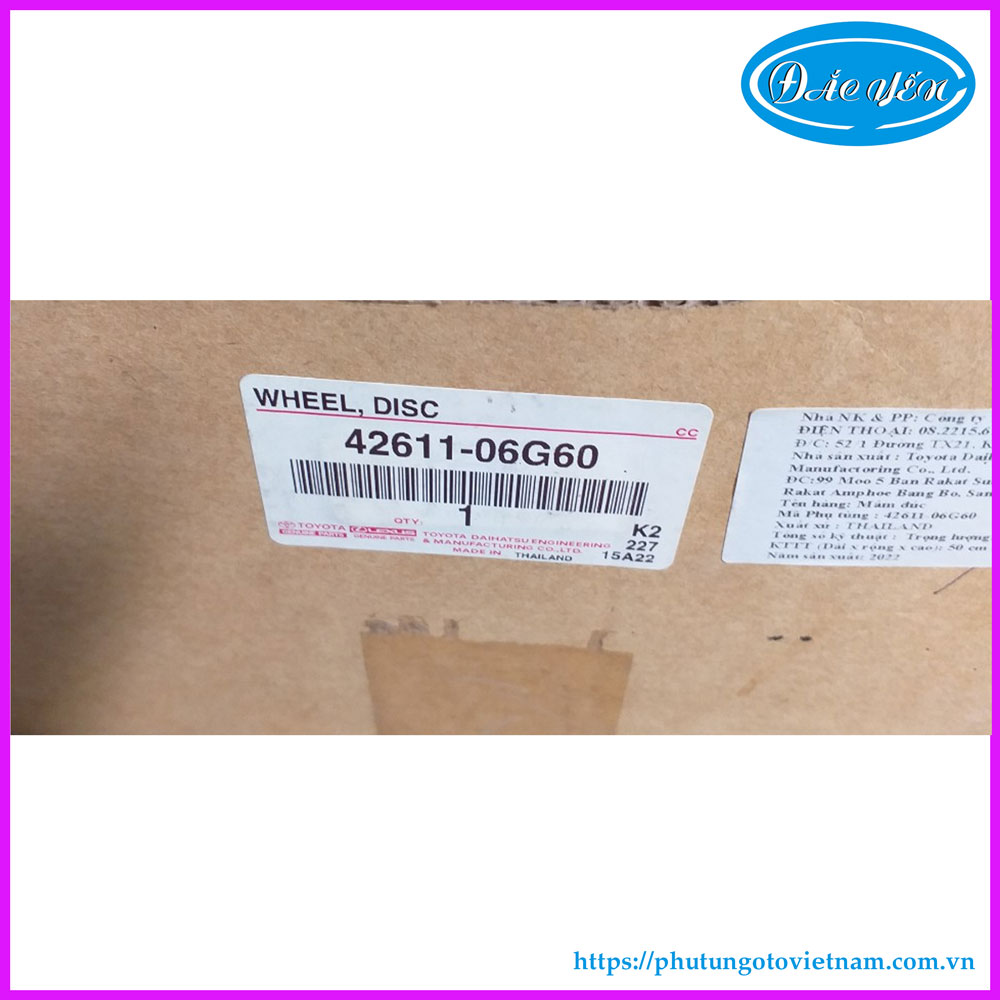 ĐẮC YẾN
WHEEL, DISC
CC
42611-06G60
QTY:
1
K2
TOYOTA
GENUINE PARTS
LEXUS
GENUINE PARTS
TOYOTA DAIHATSU ENGINEERING
& MANUFACTURING CO.,LTD.
MADE IN THAILAND
227
15A22
Nhà NK & PP: Công ty
ĐIỆN THOẠI: 08.2215.6
Đ/C: 52/1 Đường TX21. K
Nhà sản xuất : Toyota Daih
Manufactoring Co., Ltd.
ĐC:99 Moo 5 Ban Rakat Su
Rakat Amphoe Bang Bo. San
Tên hàng: Mâm đúc
Mã Phụ tùng : 42611-06G60
Xuất xứ : THAILAND
Tổng số kỹ thuật : Trọng lượng
KTTT (Dài x rộng x cao): 50 cm
Năm sản xuất: 2022
https://phutungotovietnam.com.vn